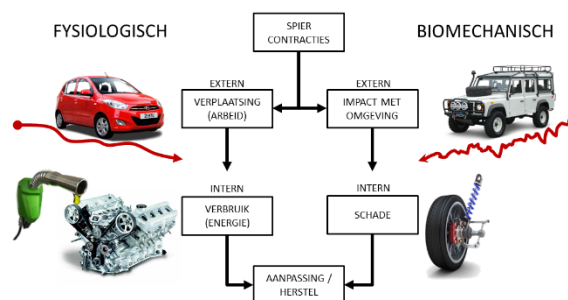 FYSIOLOGISCH
SPIER
CONTRACTIES
BIOMECHANISCH
EXTERN
VERPLAATSING
(ARBEID)
EXTERN
IMPACT MET
OMGEVING
INTERN
VERBRUIK
(ENERGIE)
INTERN
SCHADE
AANPASSING /
HERSTEL